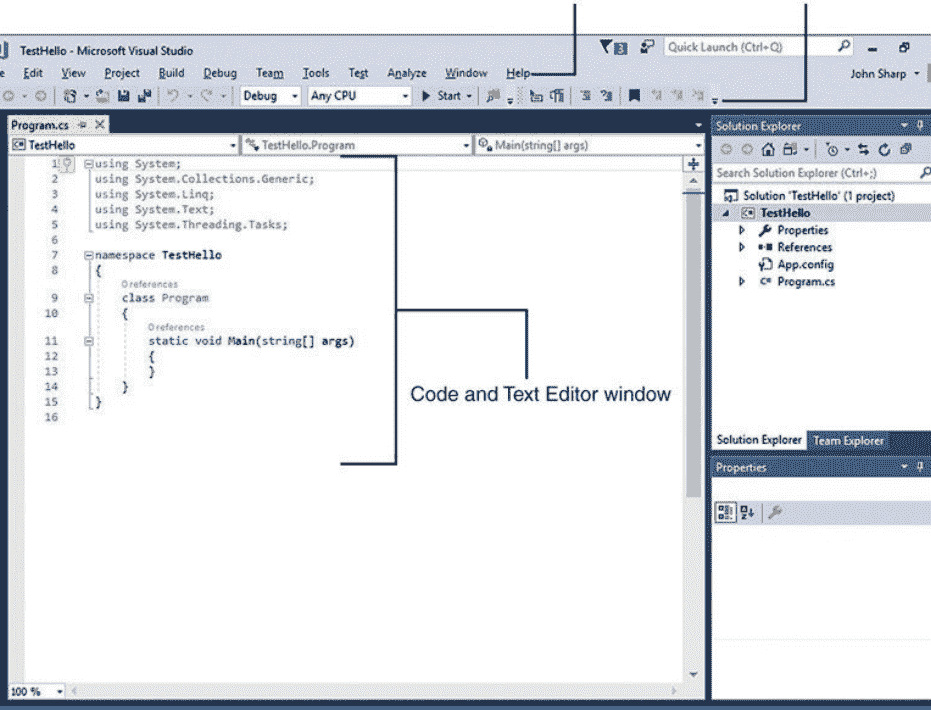 TestHello - Microsoft Visual Studio
3
Quick Launch (Ctrl+Q)
Edit View Project Build Debug Team Tools Test Analyze Window Help
John Sharp
Debug Any CPU Start
Program.cs
TestHello TestHello.Program Main(string[] args)
1 using System;
2 using System.Collections.Generic;
3 using System.Linq;
4 using System.Text;
5 using System.Threading.Tasks;
6
7 namespace TestHello
8 {
0 references
9 class Program
10 {
0 references
11 static void Main(string[] args)
12 {
13 }
14 }
15 }
16
100 %
Code and Text Editor window
Solution Explorer
Search Solution Explorer (Ctrl+;)
Solution 'TestHello' (1 project)
C# TestHello
Properties
References
App.config
C# Program.cs
Solution Explorer Team Explorer
Properties